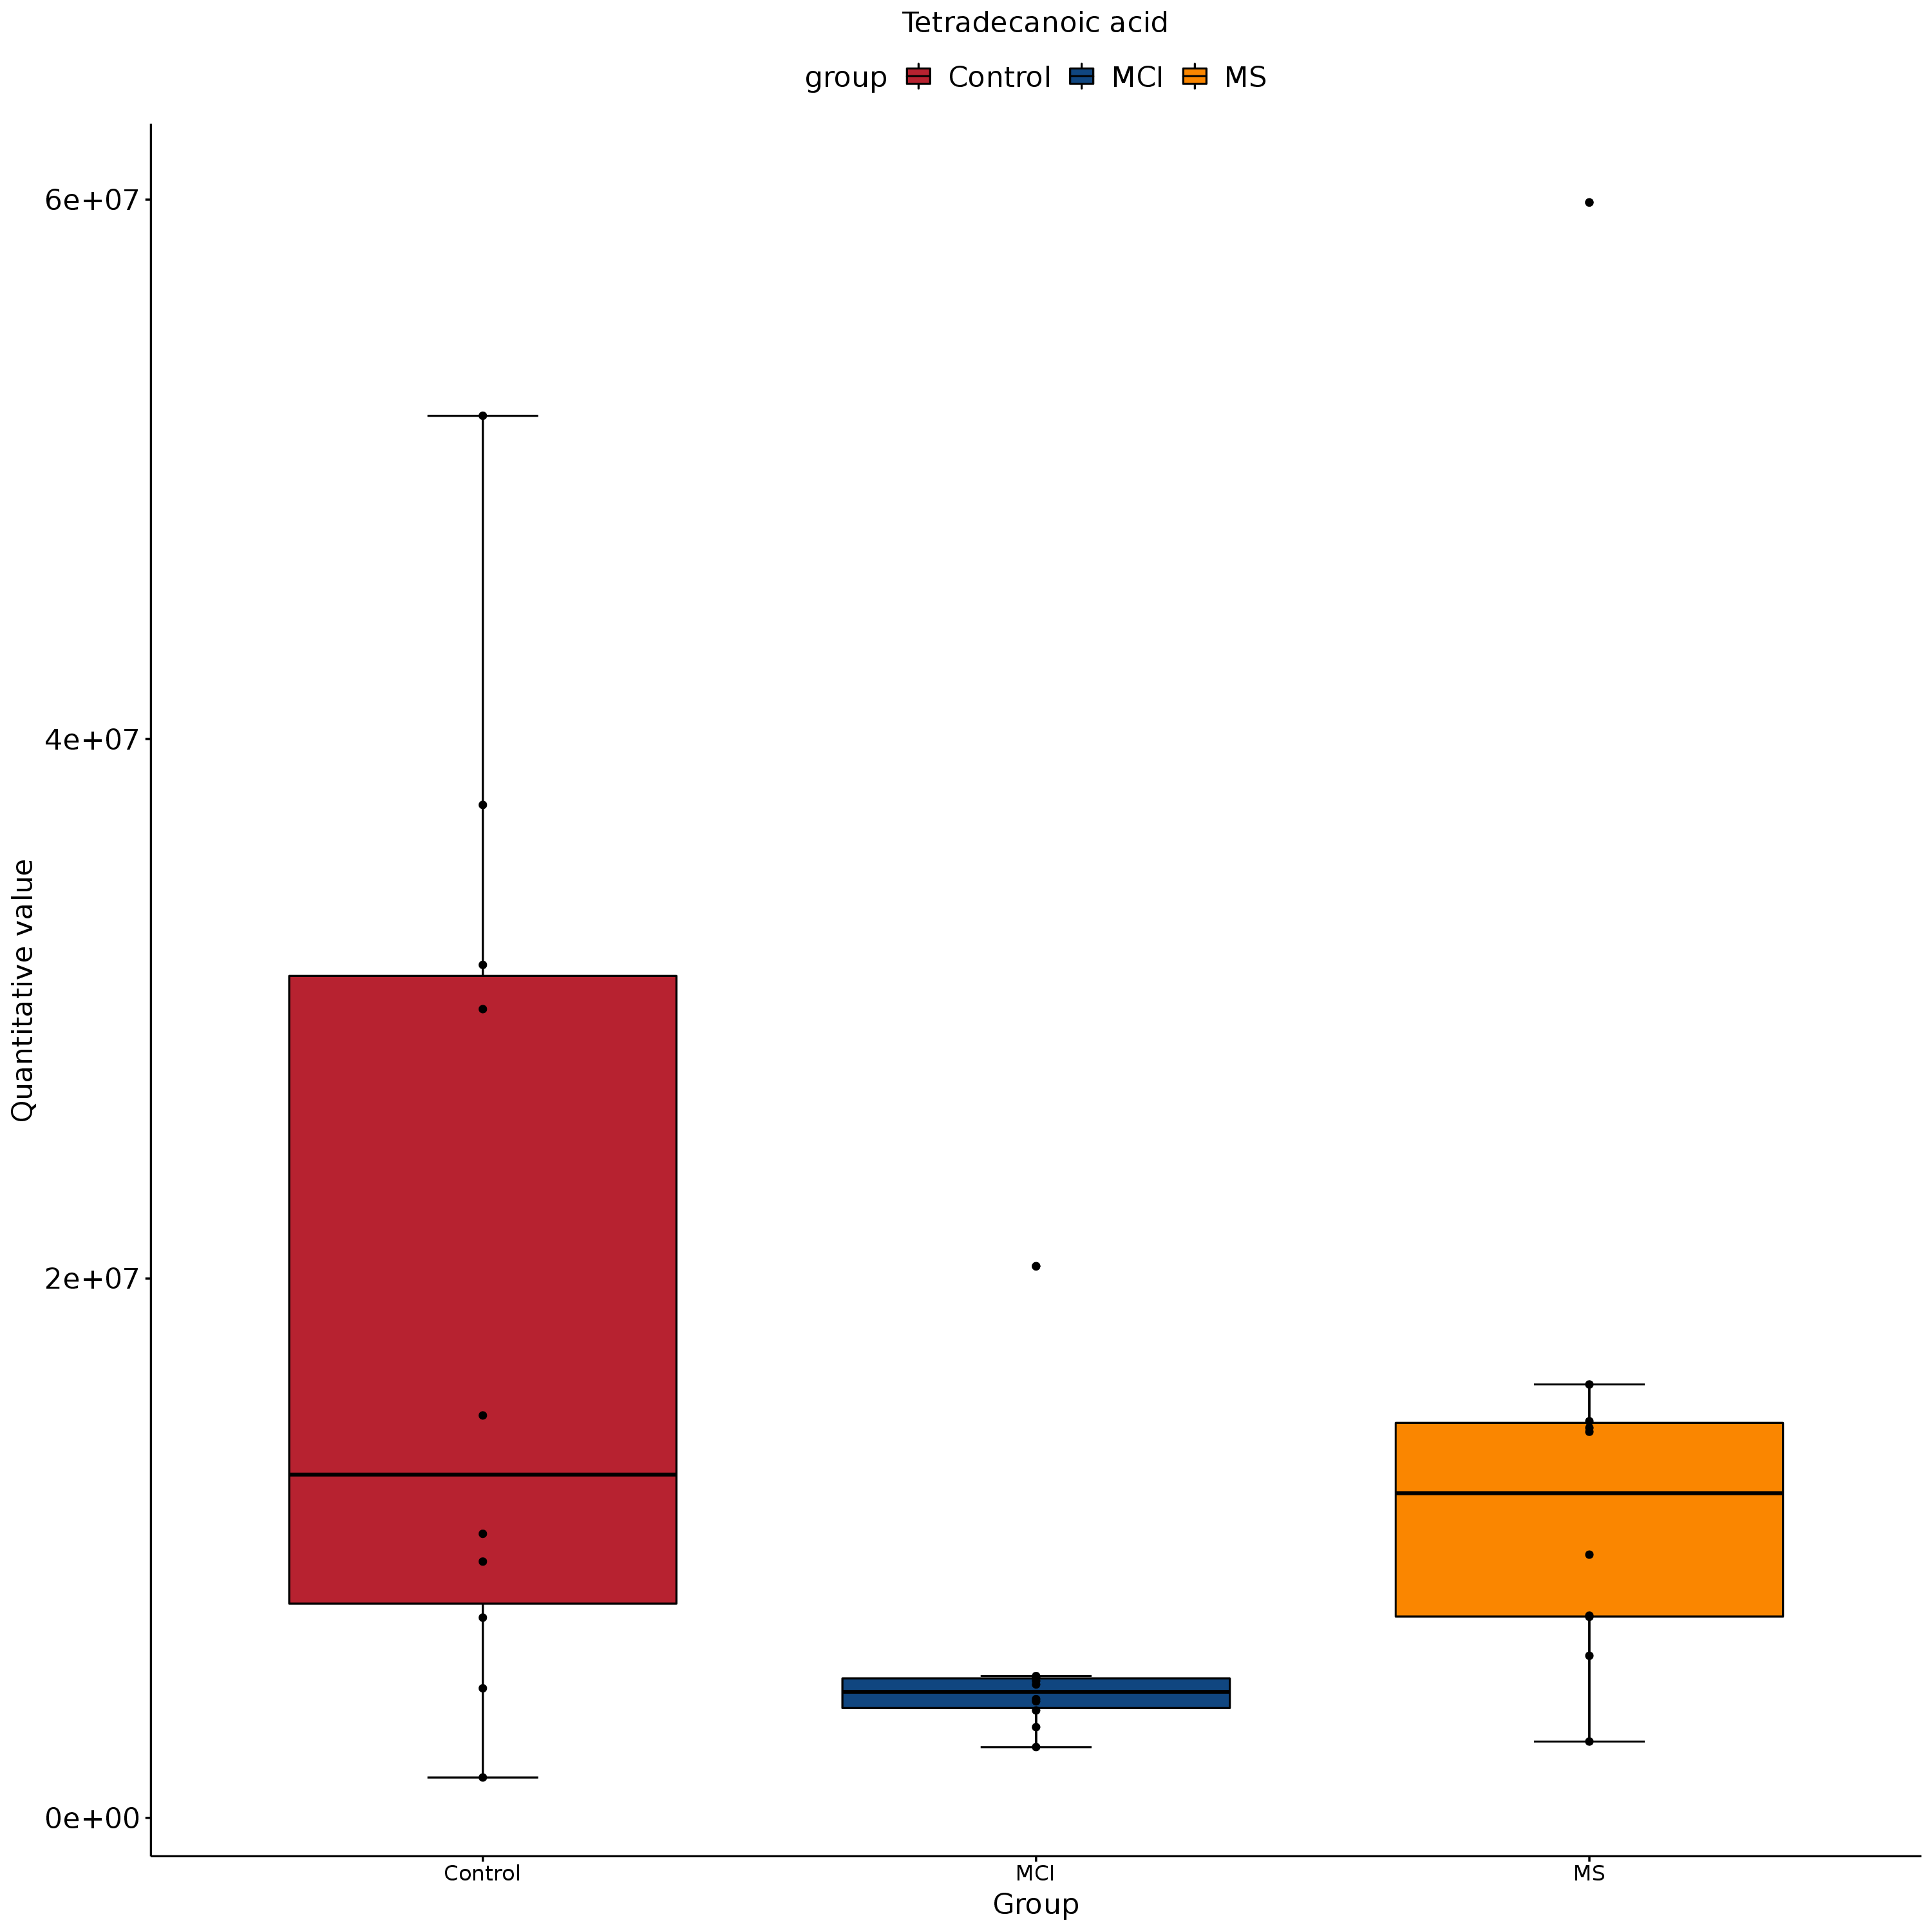 Tetradecanoic acid
group Control MCI MS
Quantitative value
6e+07
4e+07
2e+07
0e+00
Control MCI MS
Group